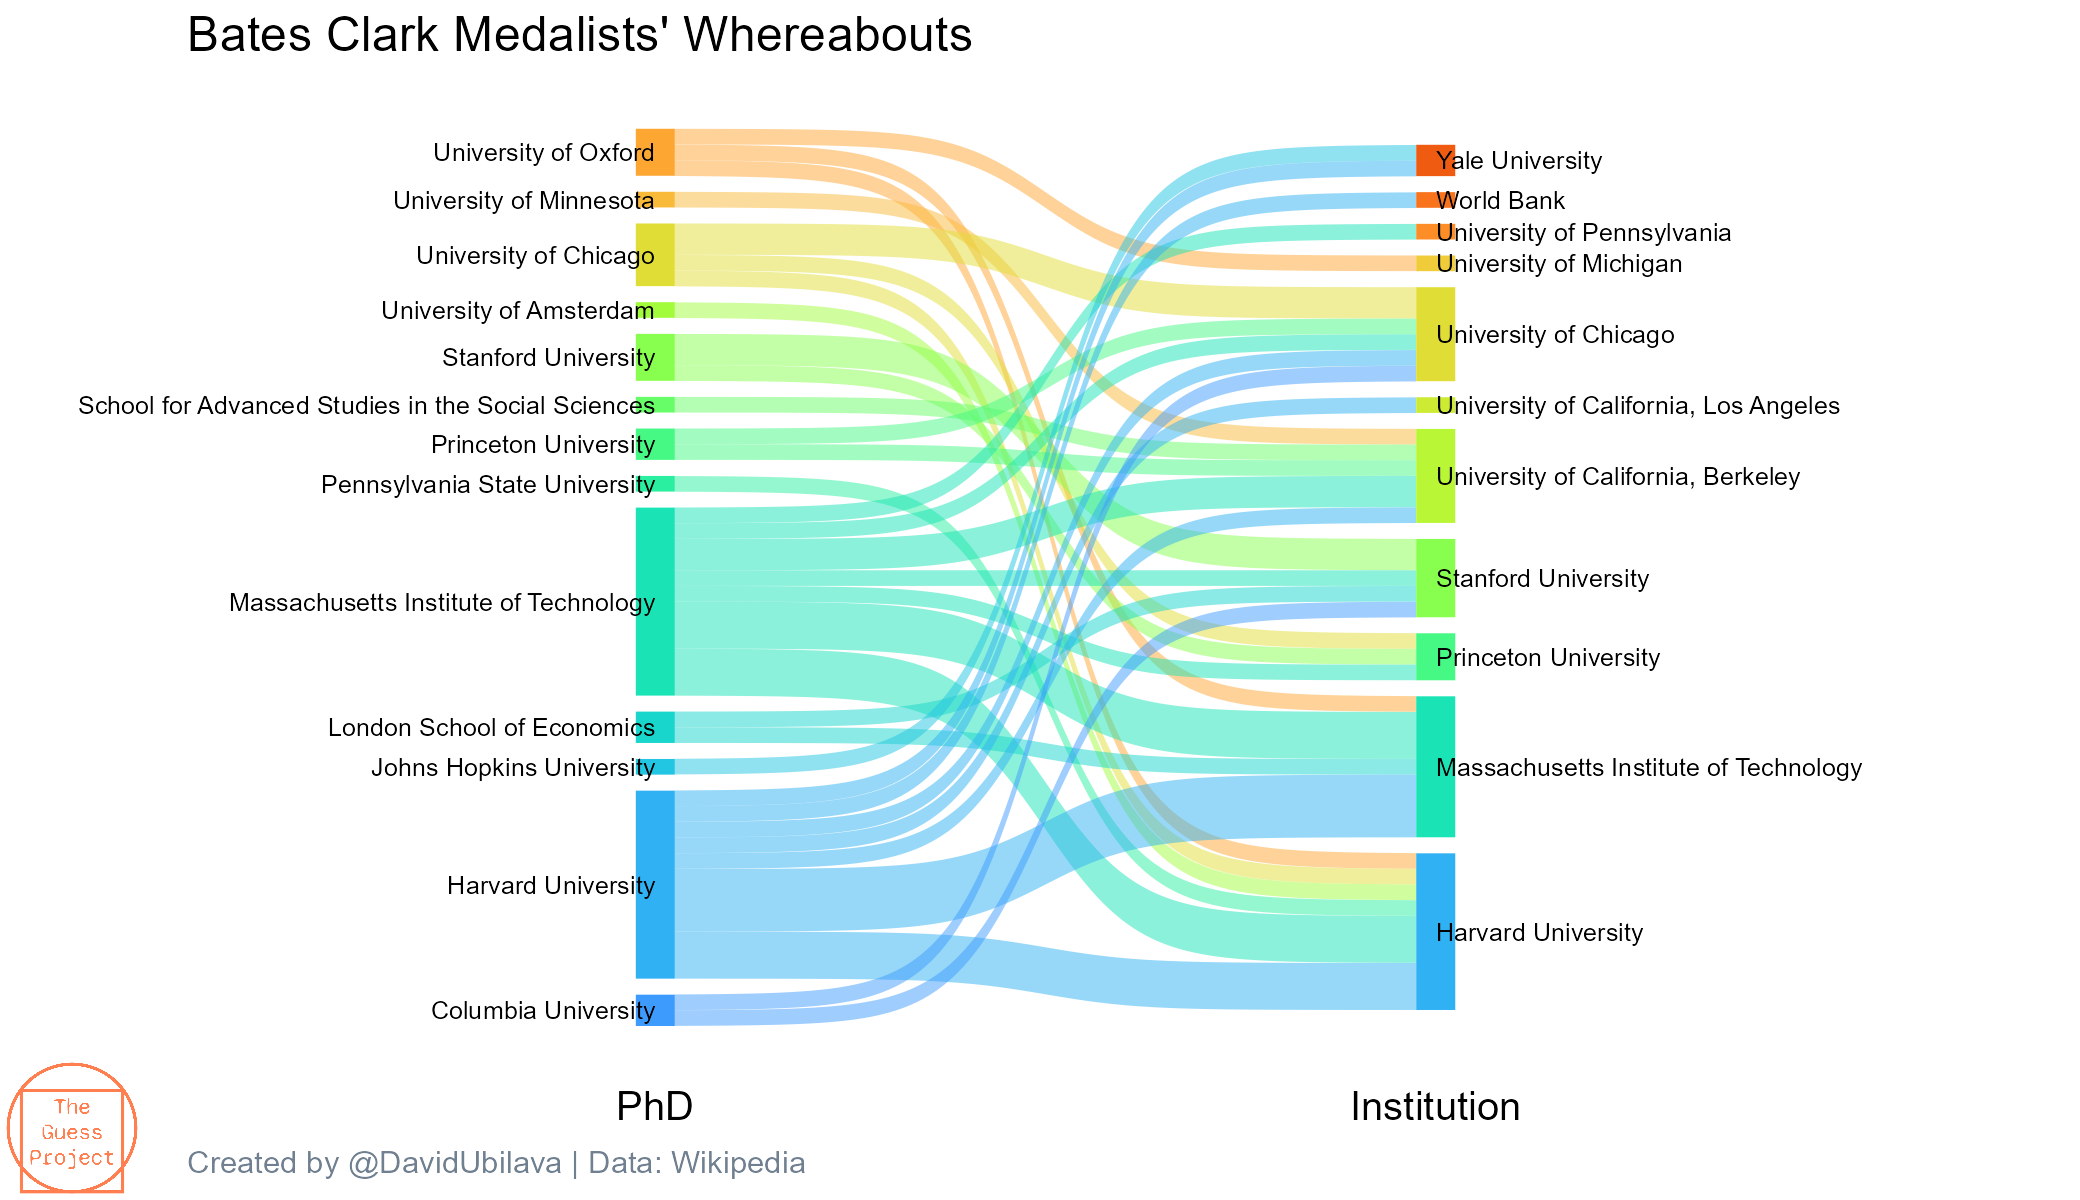 Bates Clark Medalists' Whereabouts
University of Oxford
University of Minnesota
University of Chicago
University of Amsterdam
Stanford University
School for Advanced Studies in the Social Sciences
Princeton University
Pennsylvania State University
Massachusetts Institute of Technology
London School of Economics
Johns Hopkins University
Harvard University
Columbia University
Yale University
World Bank
University of Pennsylvania
University of Michigan
University of Chicago
University of California, Los Angeles
University of California, Berkeley
Stanford University
Princeton University
Massachusetts Institute of Technology
Harvard University
PhD
Institution
The
Guess
Project
Created by @DavidUbilava | Data: Wikipedia